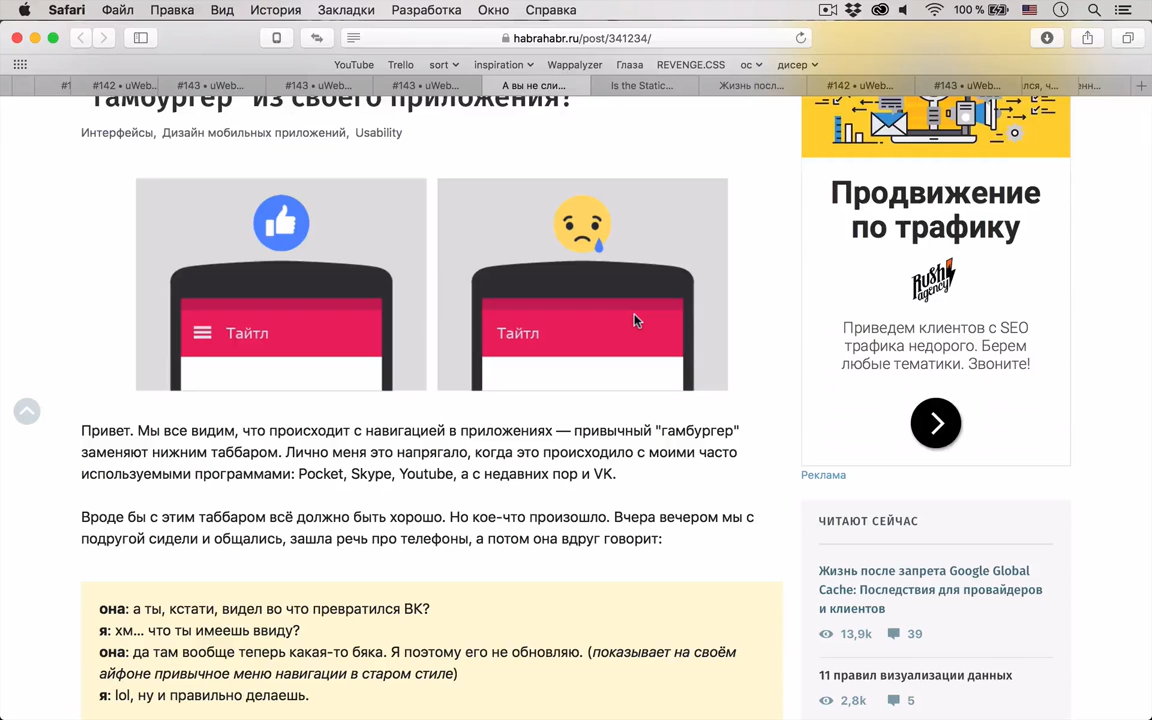 Safari Файл Правка Вид История Закладки Разработка Окно Справка 100 %
habrahabr.ru/post/341234/
YouTube Trello sort inspiration Wappalyzer Глаза REVENGE.CSS ос дисер
#1 #142 • uWeb... #143 • uWeb... #143 • uWeb... #143 • uWeb... А вы не сли... Is the Static... Жизнь посл... #142 • uWeb... #143 • uWeb...
"гамбургер" из своего приложения?
Интерфейсы, Дизайн мобильных приложений, Usability
Тайтл
Тайтл
Привет. Мы все видим, что происходит с навигацией в приложениях — привычный "гамбургер"
заменяют нижним таббаром. Лично меня это напрягало, когда это происходило с моими часто
используемыми программами: Pocket, Skype, Youtube, а с недавних пор и VK.
Вроде бы с этим таббаром всё должно быть хорошо. Но кое-что произошло. Вчера вечером мы с
подругой сидели и общались, зашла речь про телефоны, а потом она вдруг говорит:
она: а ты, кстати, видел во что превратился ВК?
я: хм... что ты имеешь ввиду?
она: да там вообще теперь какая-то бяка. Я поэтому его не обновляю. (показывает на своём
айфоне привычное меню навигации в старом стиле)
я: lol, ну и правильно делаешь.
Продвижение
по трафику
Rush
agency
Приведем клиентов с SEO
трафика недорого. Берем
любые тематики. Звоните!
Реклама
ЧИТАЮТ СЕЙЧАС
Жизнь после запрета Google Global
Cache: Последствия для провайдеров
и клиентов
13,9k 39
11 правил визуализации данных
2,8k 5